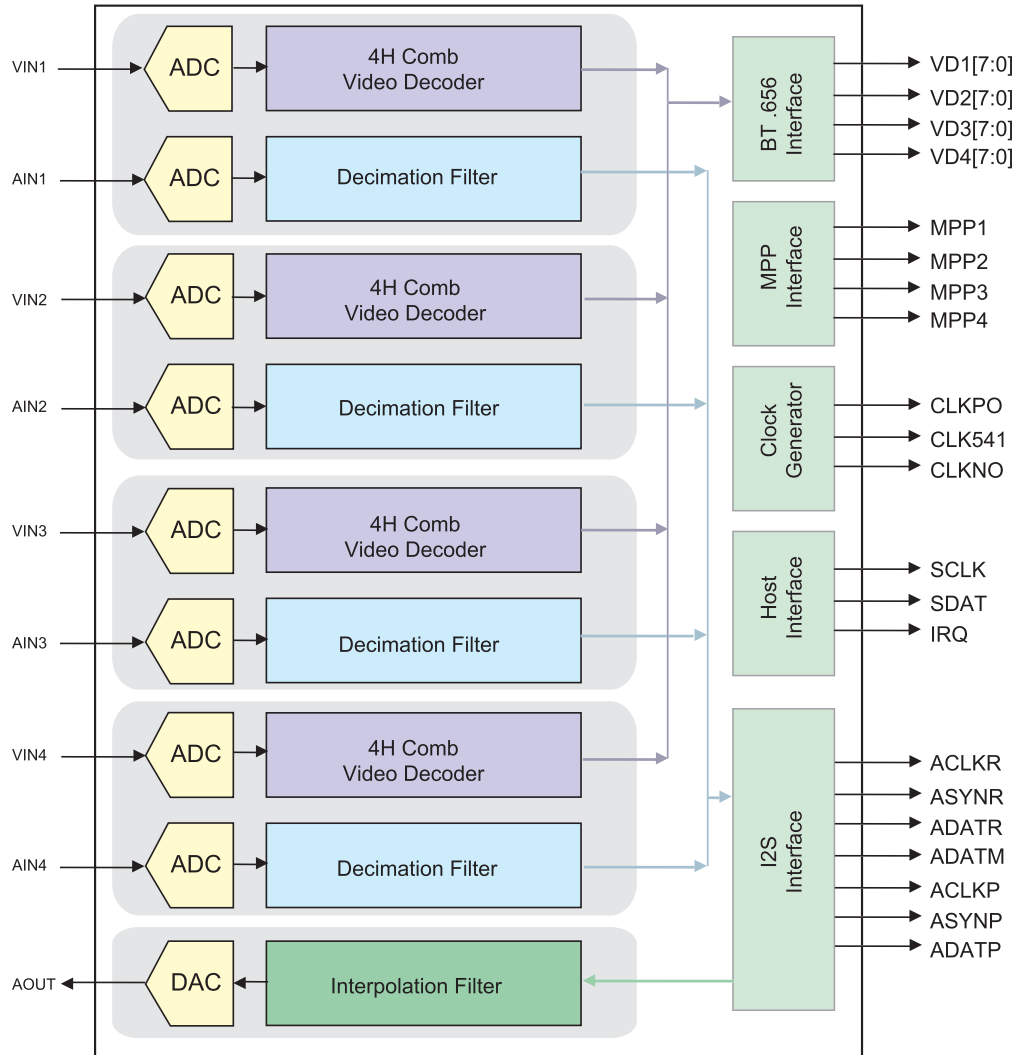 VIN1
ADC
4H Comb
Video Decoder
AIN1
ADC
Decimation Filter
VIN2
ADC
4H Comb
Video Decoder
AIN2
ADC
Decimation Filter
VIN3
ADC
4H Comb
Video Decoder
AIN3
ADC
Decimation Filter
VIN4
ADC
4H Comb
Video Decoder
AIN4
ADC
Decimation Filter
AOUT
DAC
Interpolation Filter
BT .656
Interface
VD1[7:0]
VD2[7:0]
VD3[7:0]
VD4[7:0]
MPP
Interface
MPP1
MPP2
MPP3
MPP4
Clock
Generator
CLKPO
CLK541
CLKNO
Host
Interface
SCLK
SDAT
IRQ
I2S
Interface
ACLKR
ASYNR
ADATR
ADATM
ACLKP
ASYNP
ADATP